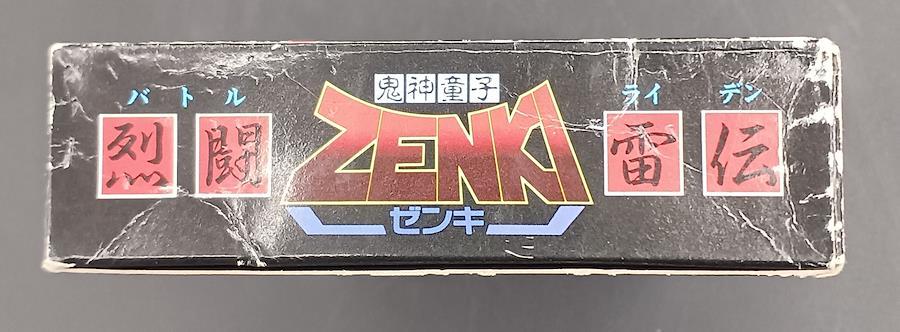 バトル
烈闘
鬼神童子
ZENKI
ゼンキ
ライデン
雷伝